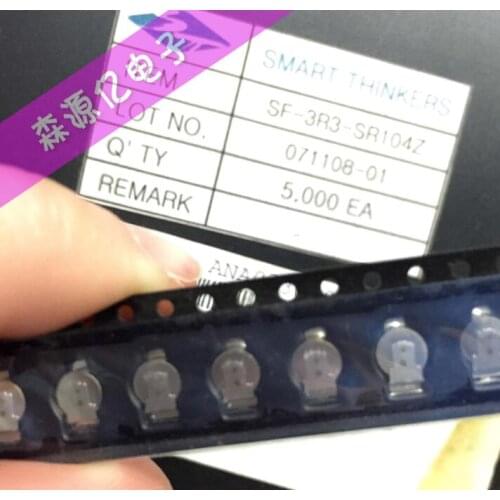 森源亿电子
SMART THINKERS
SF-3R3-SR104Z
LOT NO. 071108-01
Q' TY 5,000 EA
REMARK